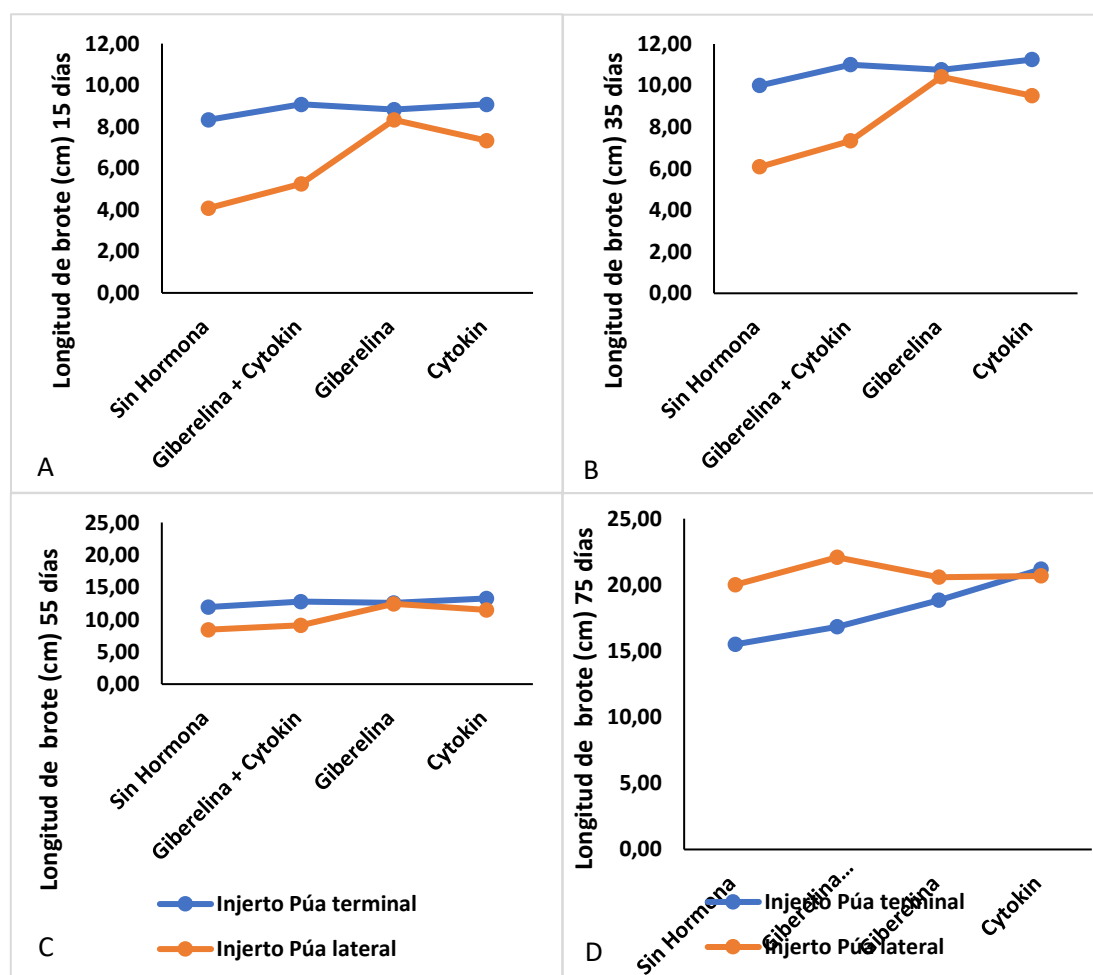 Longitud de brote (cm) 15 días
12,00
10,00
8,00
6,00
4,00
2,00
0,00
Sin Hormona
Giberelina + Cytokin
Giberelina
Cytokin
A
Longitud de brote (cm) 35 días
12,00
10,00
8,00
6,00
4,00
2,00
0,00
Sin Hormona
Giberelina + Cytokin
Giberelina
Cytokin
B
Longitud de brote (cm) 55 días
25,00
20,00
15,00
10,00
5,00
0,00
Sin Hormona
Giberelina + Cytokin
Giberelina
Cytokin
Injerto Púa terminal
Injerto Púa lateral
C
Longitud de brote (cm) 75 días
25,00
20,00
15,00
10,00
5,00
0,00
Sin Hormona
Giberelina...
Giberelina
Cytokin
Injerto Púa terminal
Injerto Púa lateral
D